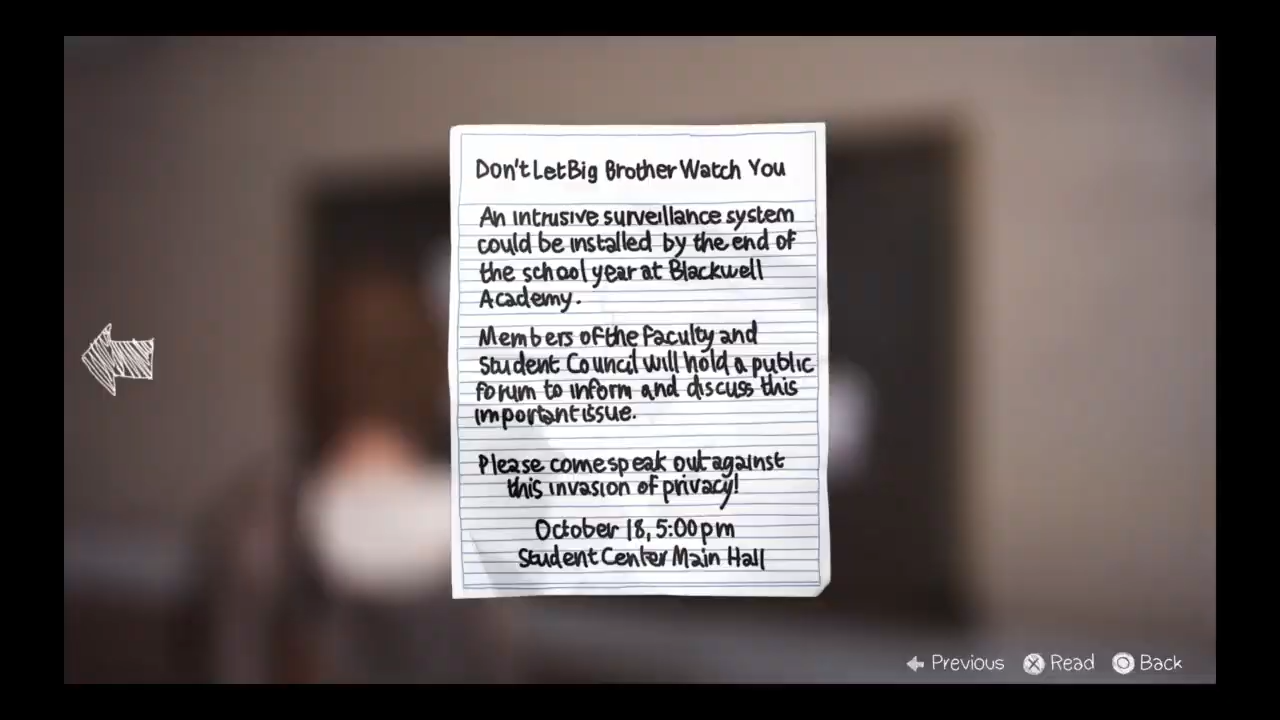 Don't Let Big Brother Watch You
An intrusive surveillance system
could be installed by the end of
the school year at Blackwell
Academy.
Members of the Faculty and
Student Council will hold a public
forum to inform and discuss this
important issue.
Please come speak out against
this invasion of privacy!
October 18, 5:00pm
Student Center Main Hall
Previous Read Back